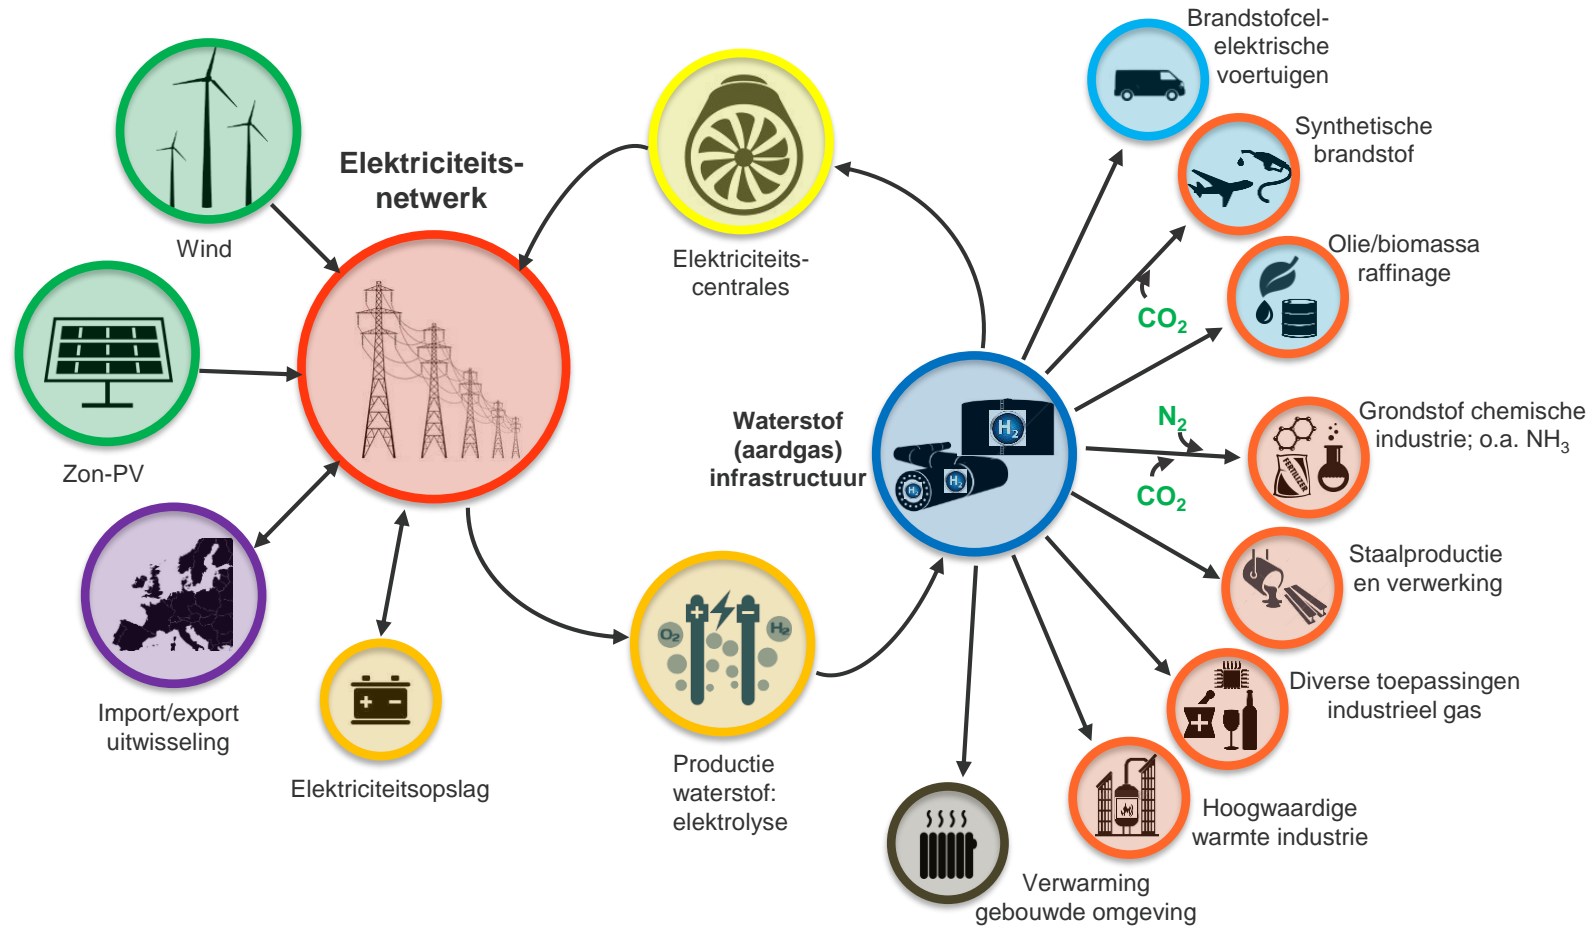 Brandstofcel-
elektrische
voertuigen
Synthetische
brandstof
Elektriciteits-
netwerk
Wind
Elektriciteits-
centrales
Olie/biomassa
raffinage
CO₂
Waterstof
(aardgas)
infrastructuur
H₂
H₂
H₂
N₂
CO₂
Grondstof chemische
industrie; o.a. NH₃
FERTILIZER
Zon-PV
Staalproductie
en verwerking
O₂
H₂
Import/export
uitwisseling
Elektriciteitsopslag
Productie
waterstof:
elektrolyse
Diverse toepassingen
industrieel gas
Hoogwaardige
warmte industrie
Verwarming
gebouwde omgeving